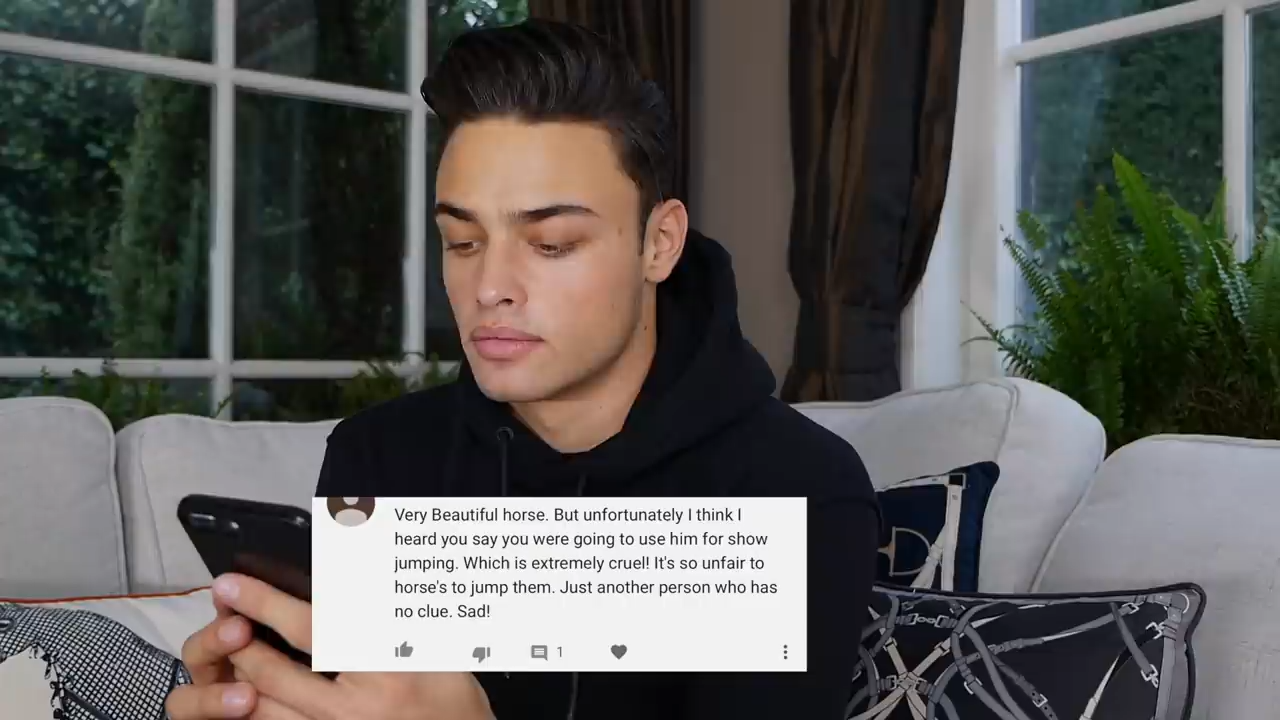 Very Beautiful horse. But unfortunately I think I
heard you say you were going to use him for show
jumping. Which is extremely cruel! It's so unfair to
horse's to jump them. Just another person who has
no clue. Sad!
1